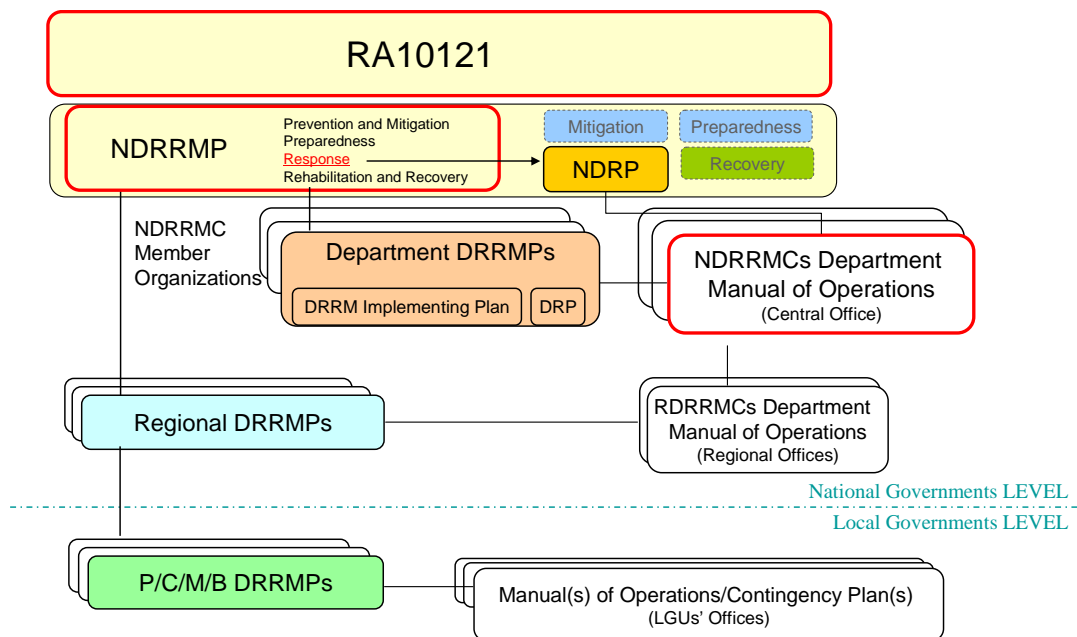 RA10121
NDRRMP
Prevention and Mitigation
Preparedness
Response
Rehabilitation and Recovery
Mitigation
Preparedness
NDRP
Recovery
NDRRMC
Member
Organizations
Department DRRMPs
DRRM Implementing Plan
DRP
NDRRMCs Department
Manual of Operations
(Central Office)
Regional DRRMPs
RDRRMCs Department
Manual of Operations
(Regional Offices)
National Governments LEVEL
Local Governments LEVEL
P/C/M/B DRRMPs
Manual(s) of Operations/Contingency Plan(s)
(LGUs' Offices)